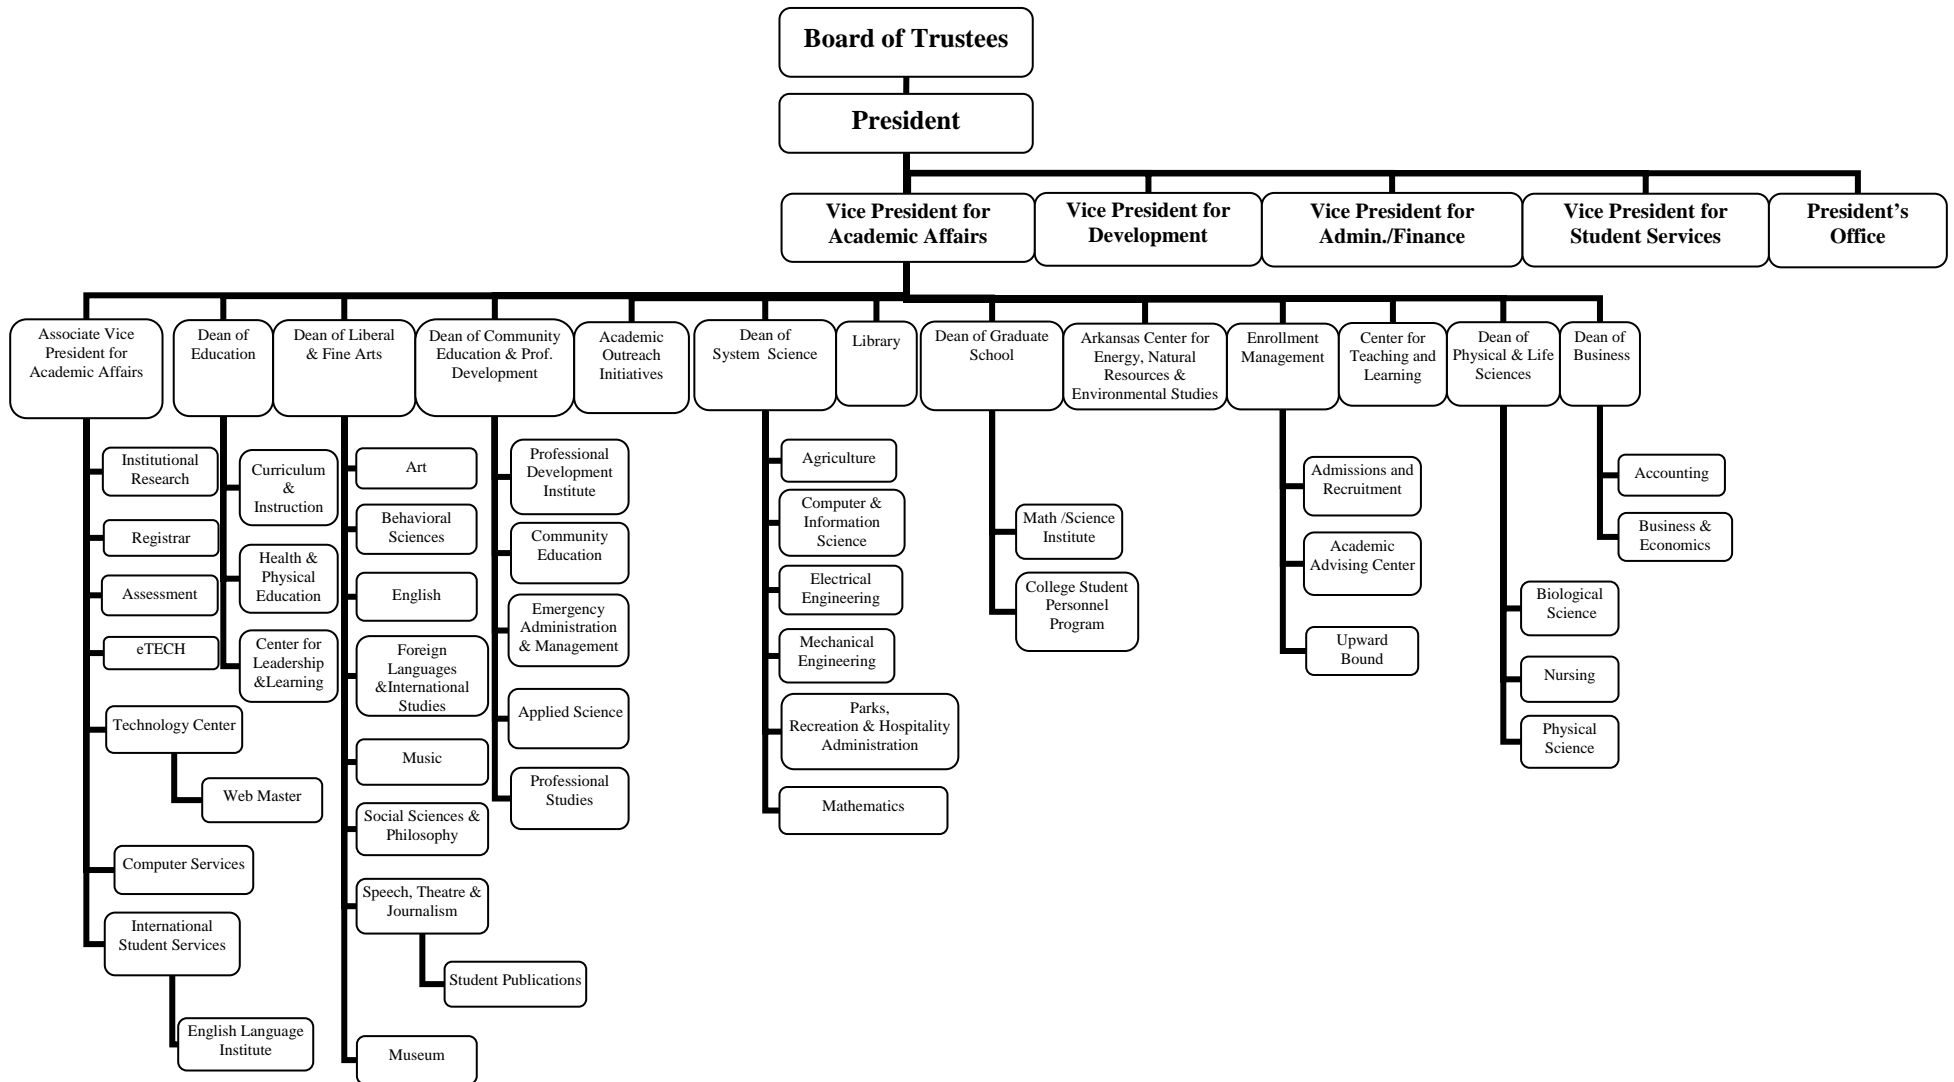 Board of Trustees
President
Vice President for
Academic Affairs
Vice President for
Development
Vice President for
Admin./Finance
Vice President for
Student Services
President's
Office
Associate Vice
President for
Academic Affairs
Dean of
Education
Dean of Liberal
& Fine Arts
Dean of Community
Education & Prof.
Development
Academic
Outreach
Initiatives
Dean of
System Science
Library
Dean of Graduate
School
Arkansas Center for
Energy, Natural
Resources &
Environmental Studies
Enrollment
Management
Center for
Teaching and
Learning
Dean of
Physical & Life
Sciences
Dean of
Business
Institutional
Research
Registrar
Assessment
eTECH
Technology Center
Web Master
Computer Services
International
Student Services
English Language
Institute
Curriculum
&
Instruction
Health &
Physical
Education
Center for
Leadership
&Learning
Art
Behavioral
Sciences
English
Foreign
Languages
&International
Studies
Music
Social Sciences &
Philosophy
Speech, Theatre &
Journalism
Student Publications
Museum
Professional
Development
Institute
Community
Education
Emergency
Administration
& Management
Applied Science
Professional
Studies
Agriculture
Computer &
Information
Science
Electrical
Engineering
Mechanical
Engineering
Parks,
Recreation & Hospitality
Administration
Mathematics
Math /Science
Institute
College Student
Personnel
Program
Admissions and
Recruitment
Academic
Advising Center
Upward
Bound
Biological
Science
Nursing
Physical
Science
Accounting
Business &
Economics